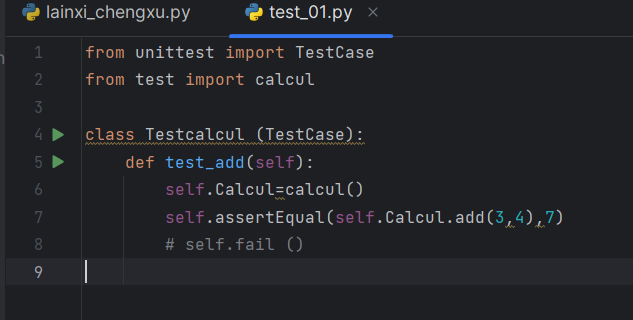 lainxi_chengxu.py test_01.py ×
1 from unittest import TestCase
2 from test import calcul
3
4 class Testcalcul (TestCase):
5     def test_add(self):
6         self.Calcul=calcul()
7         self.assertEqual(self.Calcul.add(3,4),7)
8         # self.fail ()
9